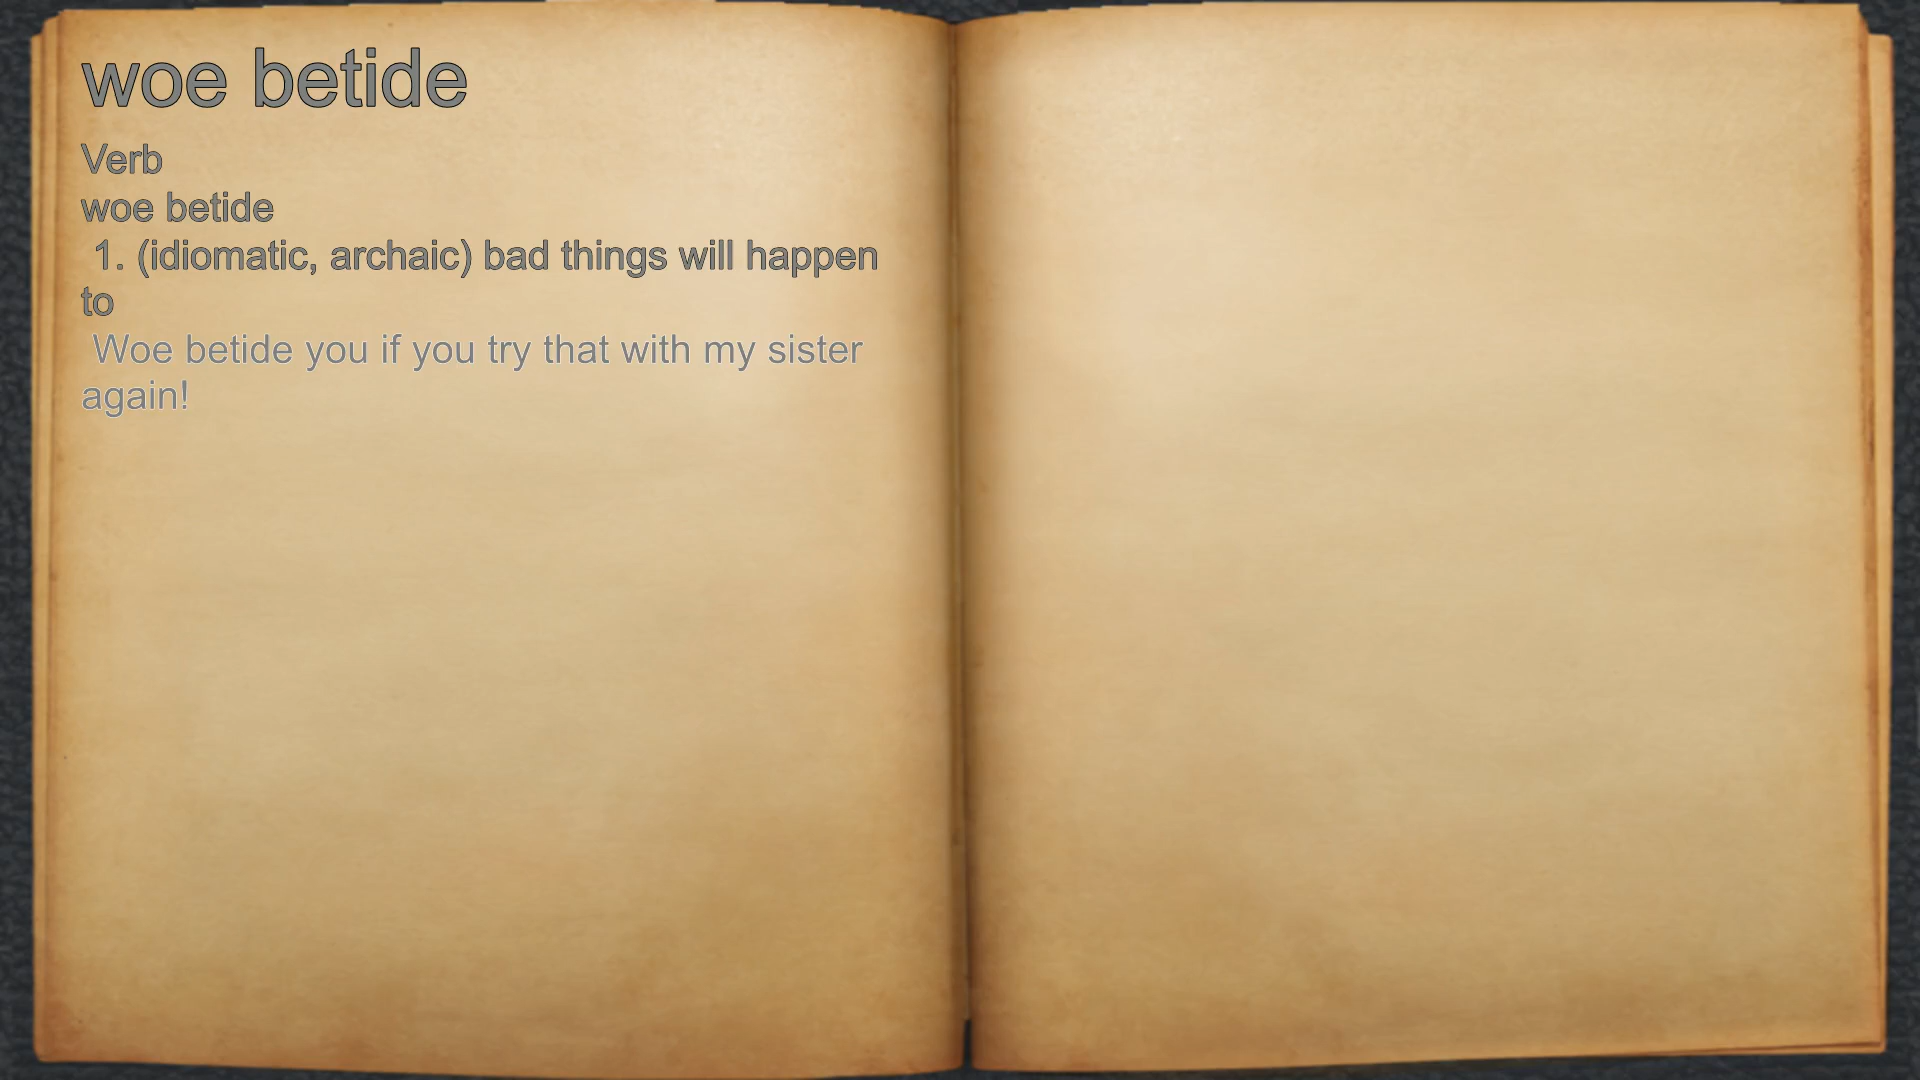 woe betide
Verb
woe betide
1. (idiomatic, archaic) bad things will happen
to
Woe betide you if you try that with my sister
again!